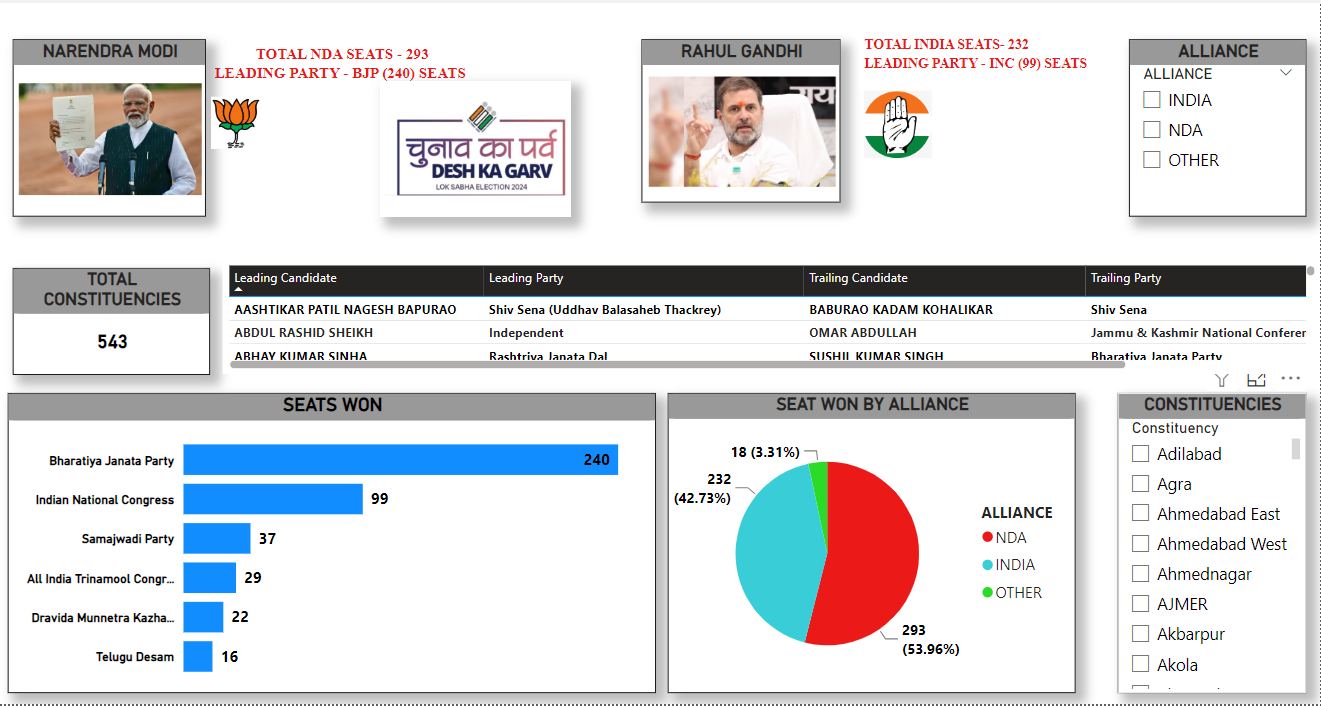 NARENDRA MODI
TOTAL NDA SEATS - 293
LEADING PARTY - BJP (240) SEATS
चुनाव का पर्व
DESH KA GARV
LOK SABHA ELECTION 2024
RAHUL GANDHI
TOTAL INDIA SEATS- 232
LEADING PARTY - INC (99) SEATS
ALLIANCE
ALLIANCE
INDIA
NDA
OTHER
TOTAL
CONSTITUENCIES
543
Leading Candidate Leading Party Trailing Candidate Trailing Party
AASHTIKAR PATIL NAGESH BAPURAO Shiv Sena (Uddhav Balasaheb Thackrey) BABURAO KADAM KOHALIKAR Shiv Sena
ABDUL RASHID SHEIKH Independent OMAR ABDULLAH Jammu & Kashmir National Conferen
ABHAY KUMAR SINHA Rashtriya Janata Dal SUSHIL KUMAR SINGH Bharatiya Janata Party
SEATS WON
Bharatiya Janata Party 240
Indian National Congress 99
Samajwadi Party 37
All India Trinamool Congr... 29
Dravida Munnetra Kazha... 22
Telugu Desam 16
SEAT WON BY ALLIANCE
18 (3.31%)
232
(42.73%)
293
(53.96%)
ALLIANCE
NDA
INDIA
OTHER
CONSTITUENCIES
Constituency
Adilabad
Agra
Ahmedabad East
Ahmedabad West
Ahmednagar
AJMER
Akbarpur
Akola